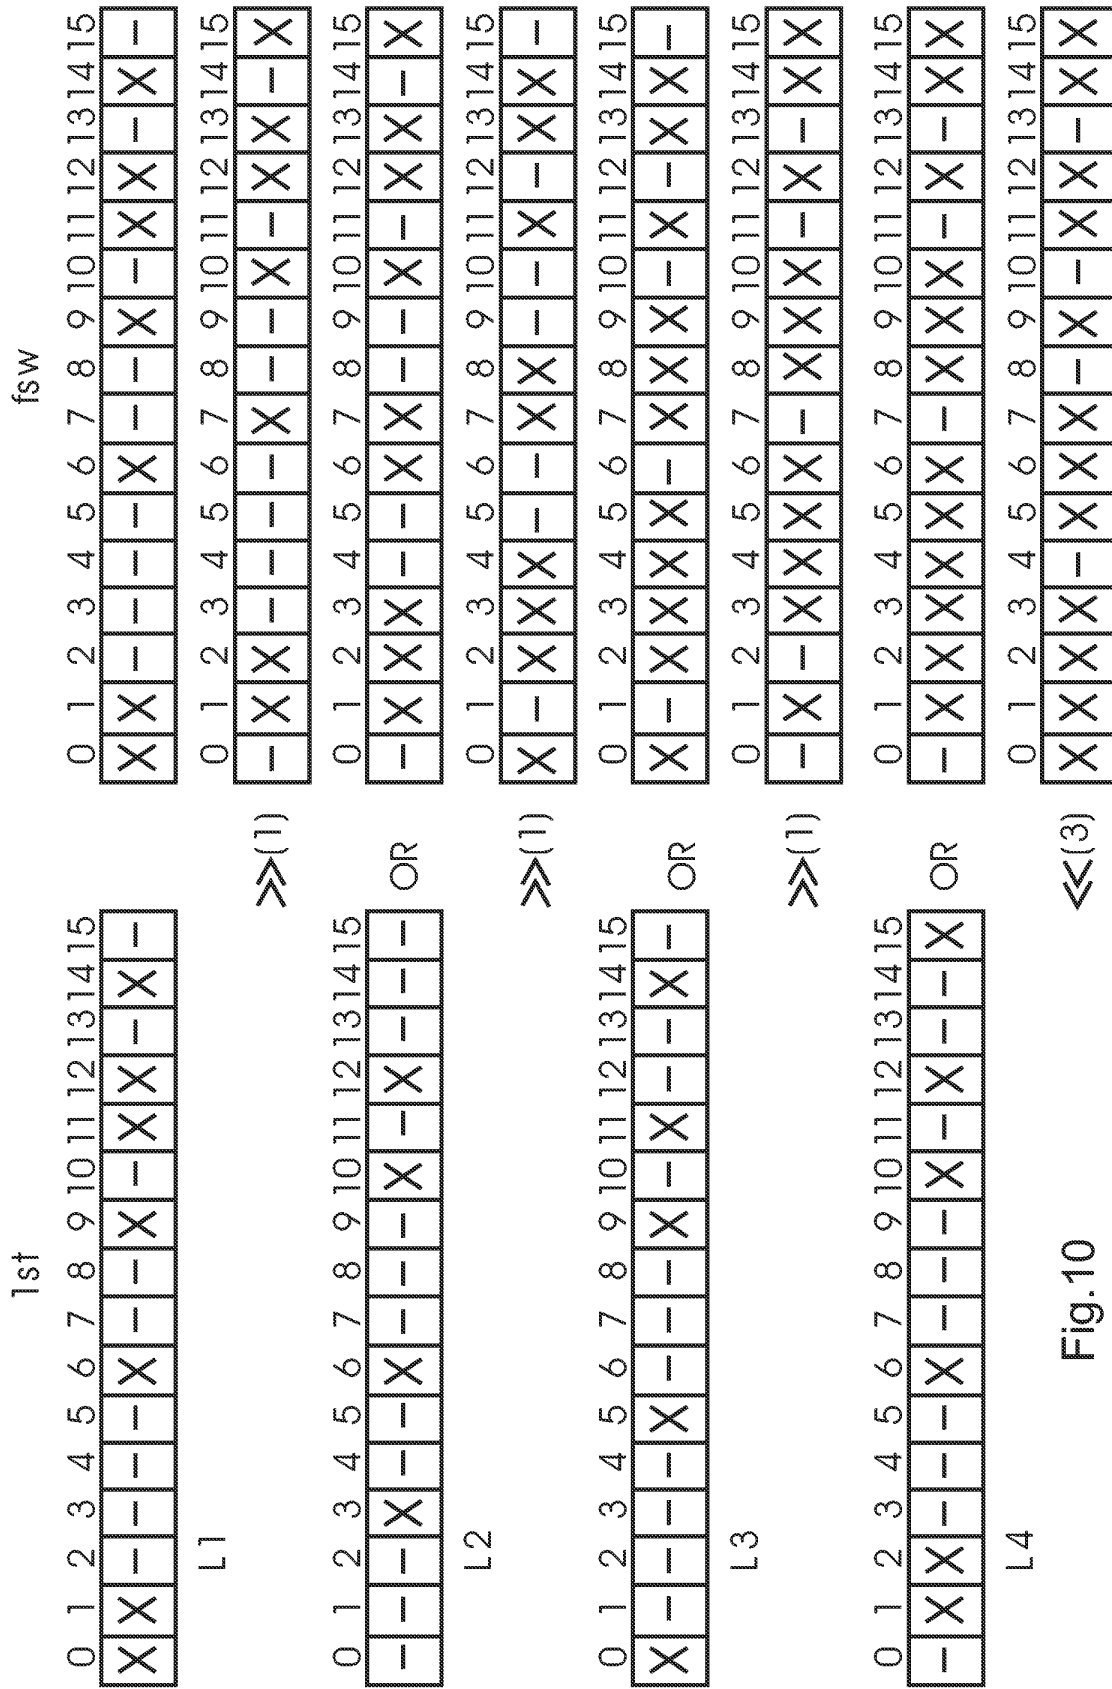 1st fsw
0 1 2 3 4 5 6 7 8 9 10 11 12 13 14 15 0 1 2 3 4 5 6 7 8 9 10 11 12 13 14 15
X X - - - - X - - X - X X - X - X X - - - - X - - X - X X - X -
L1 0 1 2 3 4 5 6 7 8 9 10 11 12 13 14 15
>>(1) - X X - - - - X - - X - X X - X
0 1 2 3 4 5 6 7 8 9 10 11 12 13 14 15 0 1 2 3 4 5 6 7 8 9 10 11 12 13 14 15
- - - X - - X - - - X - X - - - OR - X X X - - X X - - X - X X - X
L2 0 1 2 3 4 5 6 7 8 9 10 11 12 13 14 15
>>(1) X - X X X - - X X - - X - X X -
0 1 2 3 4 5 6 7 8 9 10 11 12 13 14 15 0 1 2 3 4 5 6 7 8 9 10 11 12 13 14 15
X - - - - X - - - X - X - - X - OR X - X X X X - X X X - X - X X -
L3 0 1 2 3 4 5 6 7 8 9 10 11 12 13 14 15
>>(1) - X - X X X X - X X X - X - X X
0 1 2 3 4 5 6 7 8 9 10 11 12 13 14 15 0 1 2 3 4 5 6 7 8 9 10 11 12 13 14 15
- X X - - - X - - - X - X - - X OR - X X X X X X - X X X - X - X X
L4 0 1 2 3 4 5 6 7 8 9 10 11 12 13 14 15
Fig.10 <<(3) X X X X - X X X - X - X X - X X